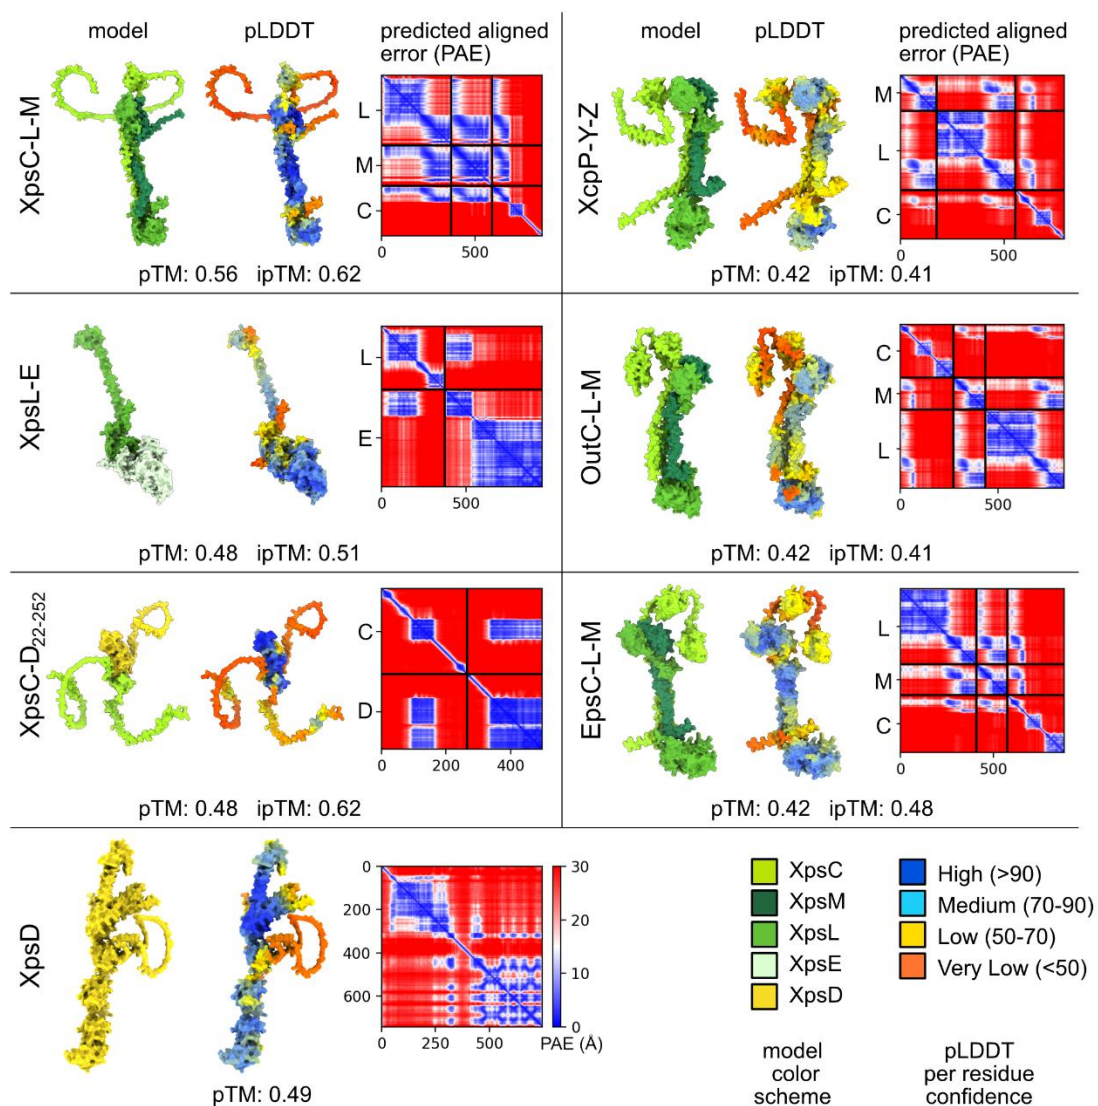 model
pLDDT
predicted aligned
error (PAE)
XpsC-L-M
L
M
C
500
pTM: 0.56 ipTM: 0.62
model
pLDDT
predicted aligned
error (PAE)
XcpP-Y-Z
M
L
C
0
500
pTM: 0.42 ipTM: 0.41
XpsL-E
L
E
500
pTM: 0.48 ipTM: 0.51
OutC-L-M
C
M
L
0
500
pTM: 0.42 ipTM: 0.41
XpsC-D22-252
C
D
0
200
400
pTM: 0.48 ipTM: 0.62
EpsC-L-M
L
M
C
0
500
pTM: 0.42 ipTM: 0.48
XpsD
0
200
400
600
0
250
500
30
20
10
0
PAE (Å)
pTM: 0.49
XpsC
XpsM
XpsL
XpsE
XpsD
model
color
scheme
High (>90)
Medium (70-90)
Low (50-70)
Very Low (<50)
pLDDT
per residue
confidence